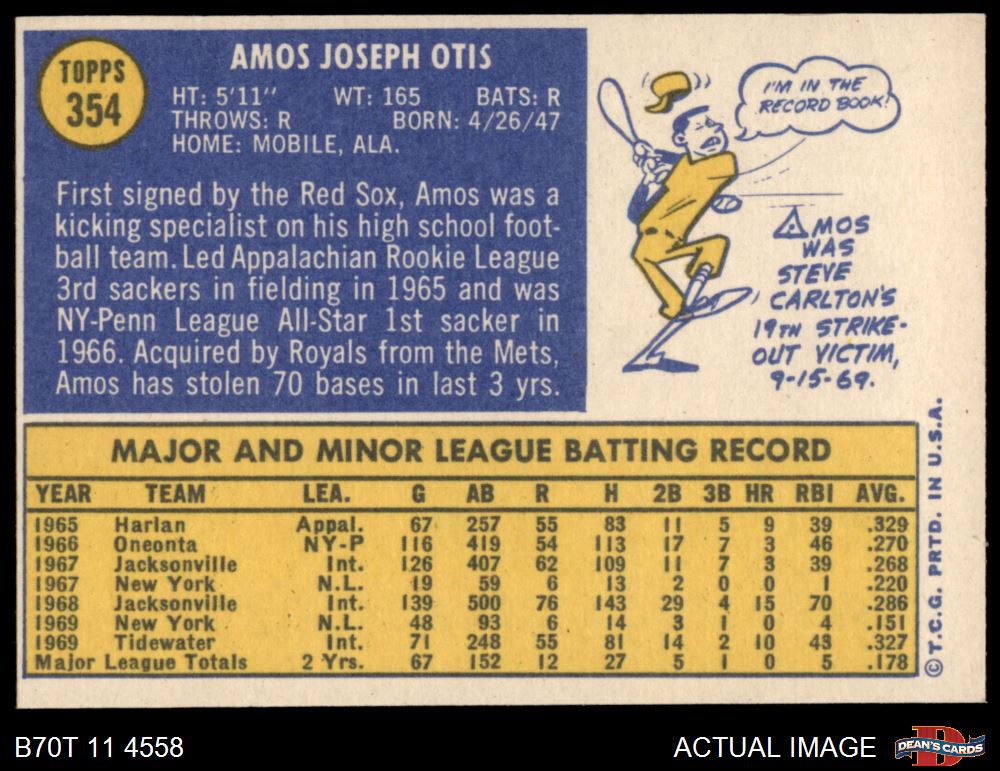 TOPPS
354
AMOS JOSEPH OTIS
HT: 5'11" WT: 165 BATS: R
THROWS: R BORN: 4/26/47
HOME: MOBILE, ALA.
First signed by the Red Sox, Amos was a
kicking specialist on his high school foot-
ball team. Led Appalachian Rookie League
3rd sackers in fielding in 1965 and was
NY-Penn League All-Star 1st sacker in
1966. Acquired by Royals from the Mets,
Amos has stolen 70 bases in last 3 yrs.
I'M IN THE
RECORD BOOK!
AMOS
WAS
STEVE
CARLTON'S
19TH STRIKE-
OUT VICTIM,
9-15-69.
MAJOR AND MINOR LEAGUE BATTING RECORD
YEAR TEAM LEA. G AB R H 2B 3B HR RBI AVG.
1965 Harlan Appal. 67 257 55 83 11 5 9 39 .329
1966 Oneonta NY-P 116 419 54 113 17 7 3 46 .270
1967 Jacksonville Int. 126 407 62 109 11 7 3 39 .268
1967 New York N.L. 19 59 6 13 2 0 0 1 .220
1968 Jacksonville Int. 139 500 76 143 29 4 15 70 .286
1969 New York N.L. 48 93 6 14 3 1 0 4 .151
1969 Tidewater Int. 71 248 55 81 14 2 10 43 .327
Major League Totals 2 Yrs. 67 152 12 27 5 1 0 5 .178
©T.C.G. PRTD. IN U.S.A.
B70T 11 4558
ACTUAL IMAGE
DEAN'S CARDS